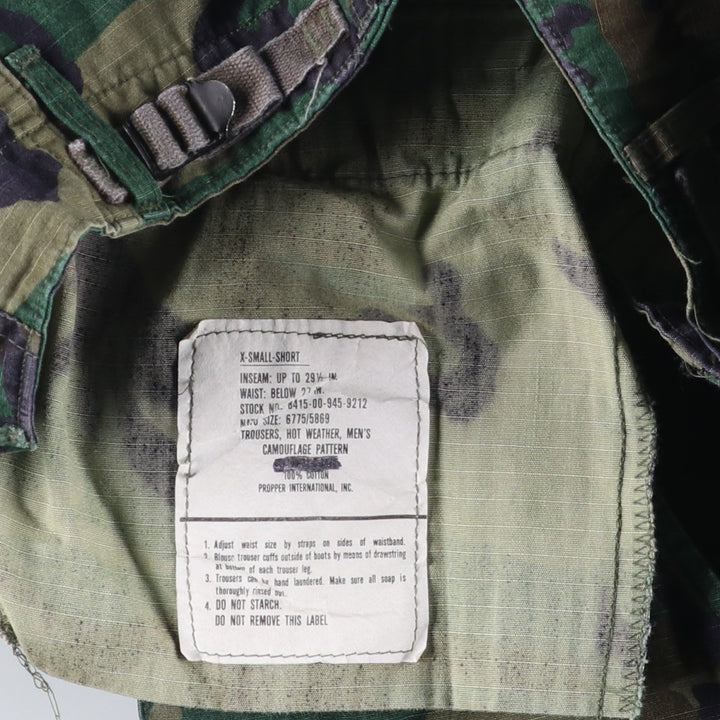 X-SMALL-SHORT
INSEAM: UP TO 29½ IN.
WAIST: BELOW 27 IN.
STOCK NO. 8415-00-945-9212
NATO SIZE: 6775/5869
TROUSERS, HOT WEATHER, MEN'S
CAMOUFLAGE PATTERN
100% COTTON
PROPPER INTERNATIONAL, INC.
1. Adjust waist size by straps on sides of waistband.
2. Blouse trouser cuffs outside of boots by means of drawstring
at bottom of each trouser leg.
3. Trousers can be hand laundered. Make sure all soap is
thoroughly rinsed out.
4. DO NOT STARCH.
DO NOT REMOVE THIS LABEL